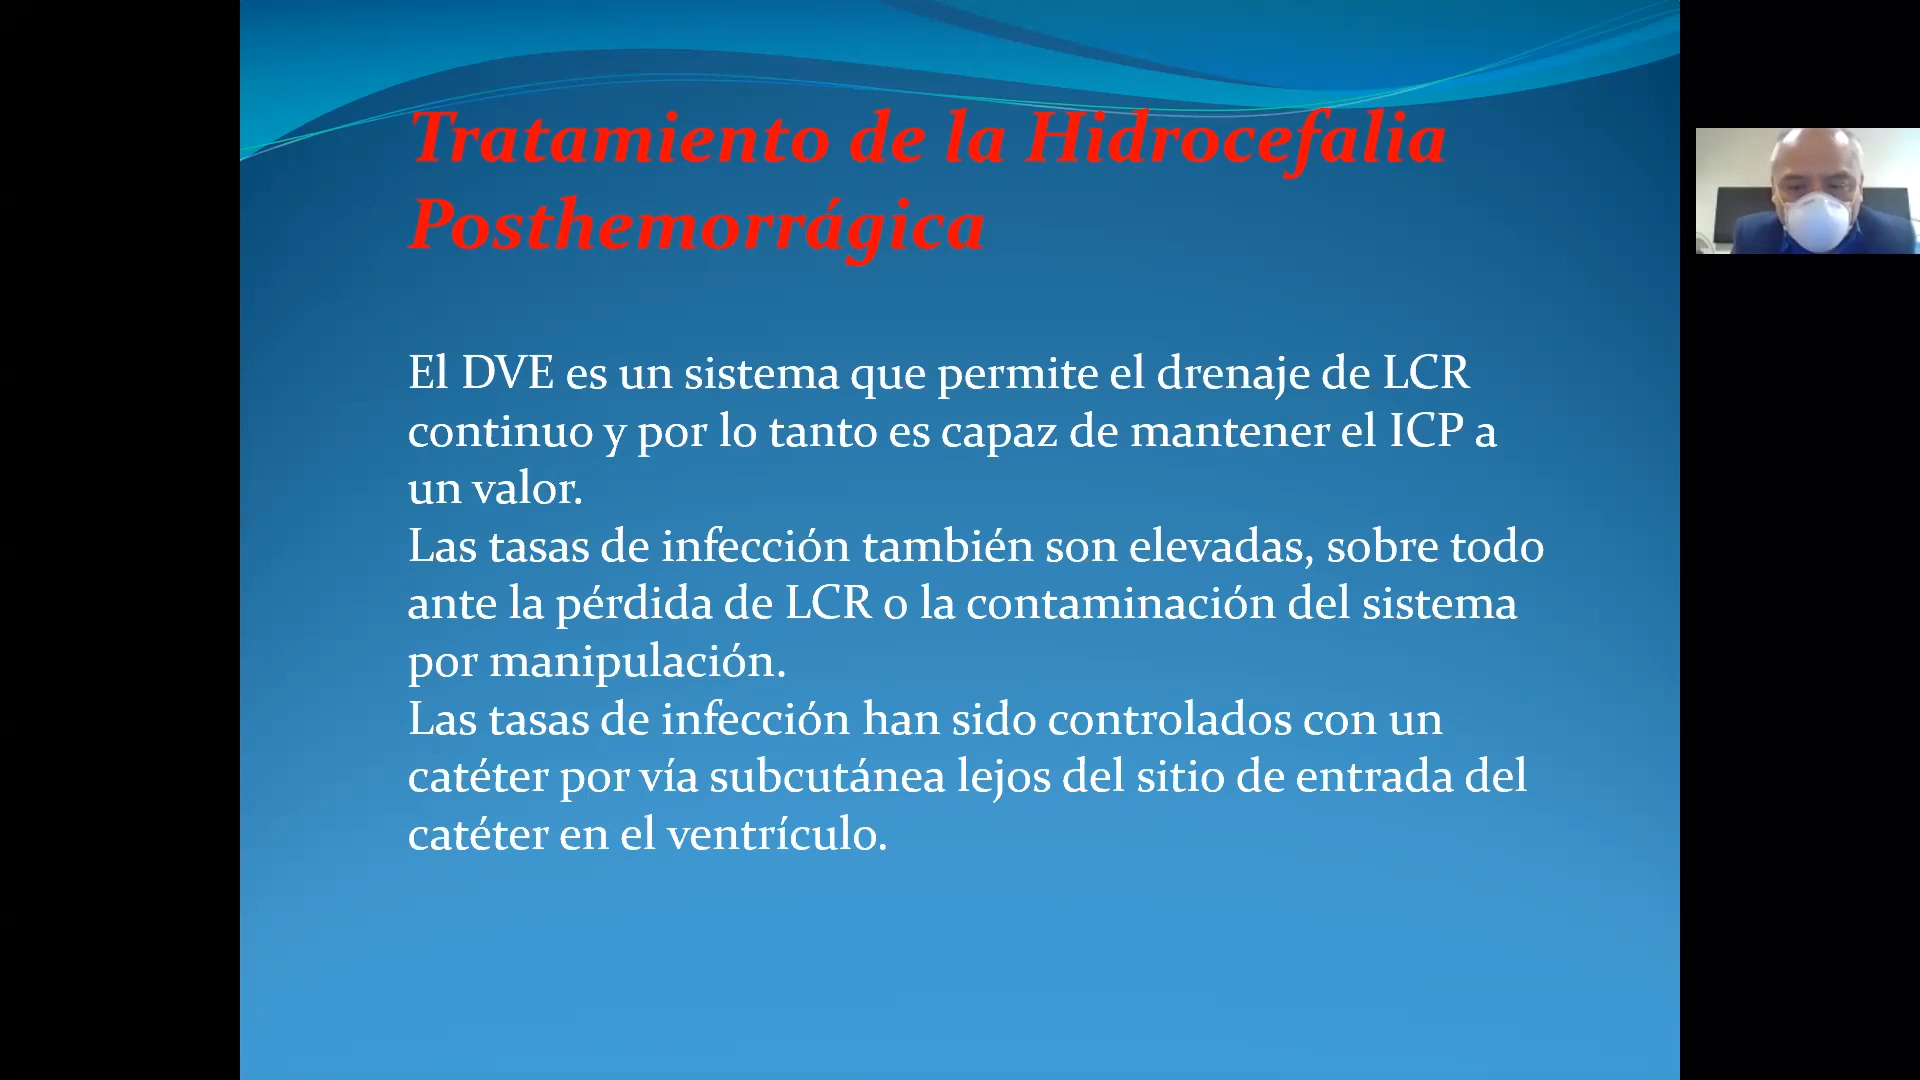 Tratamiento de la Hidrocefalia
Posthemorrágica
El DVE es un sistema que permite el drenaje de LCR
continuo y por lo tanto es capaz de mantener el ICP a
un valor.
Las tasas de infección también son elevadas, sobre todo
ante la pérdida de LCR o la contaminación del sistema
por manipulación.
Las tasas de infección han sido controlados con un
catéter por vía subcutánea lejos del sitio de entrada del
catéter en el ventrículo.